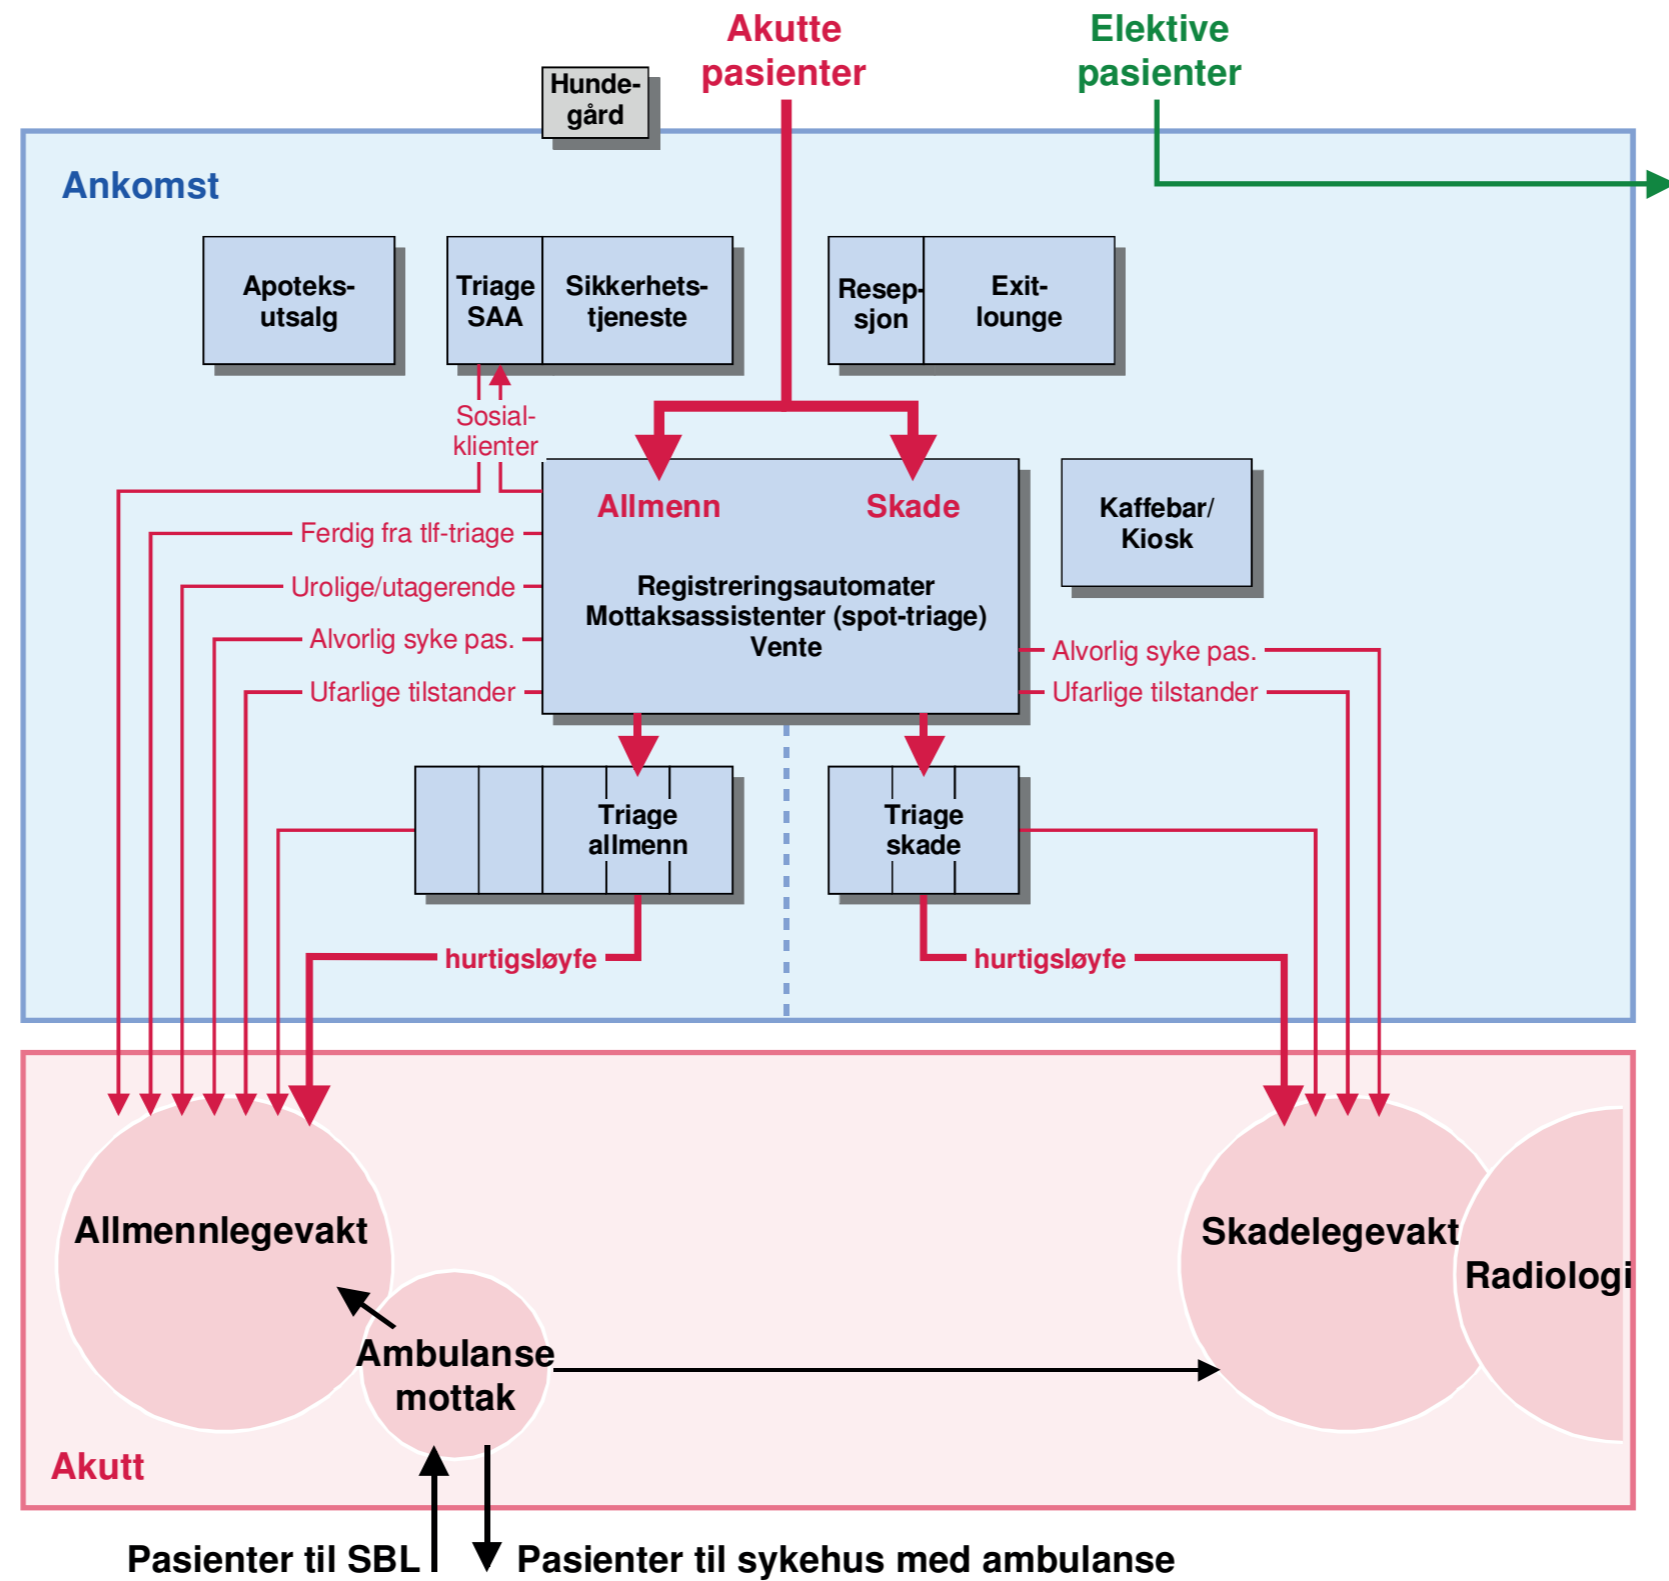 Akutte
pasienter
Elektive
pasienter
Hunde-
gård
Ankomst
Apoteks-
utsalg
Triage
SAA
Sikkerhets-
tjeneste
Resep-
sjon
Exit-
lounge
Sosial-
klienter
Allmenn
Skade
Kaffebar/
Kiosk
Ferdig fra tlf-triage
Urolige/utagerende
Alvorlig syke pas.
Ufarlige tilstander
Registreringsautomater
Mottaksassistenter (spot-triage)
Vente
Alvorlig syke pas.
Ufarlige tilstander
Triage
allmenn
Triage
skade
hurtigsløyfe
hurtigsløyfe
Allmennlegevakt
Skadelegevakt
Radiologi
Ambulanse
mottak
Akutt
Pasienter til SBL
Pasienter til sykehus med ambulanse